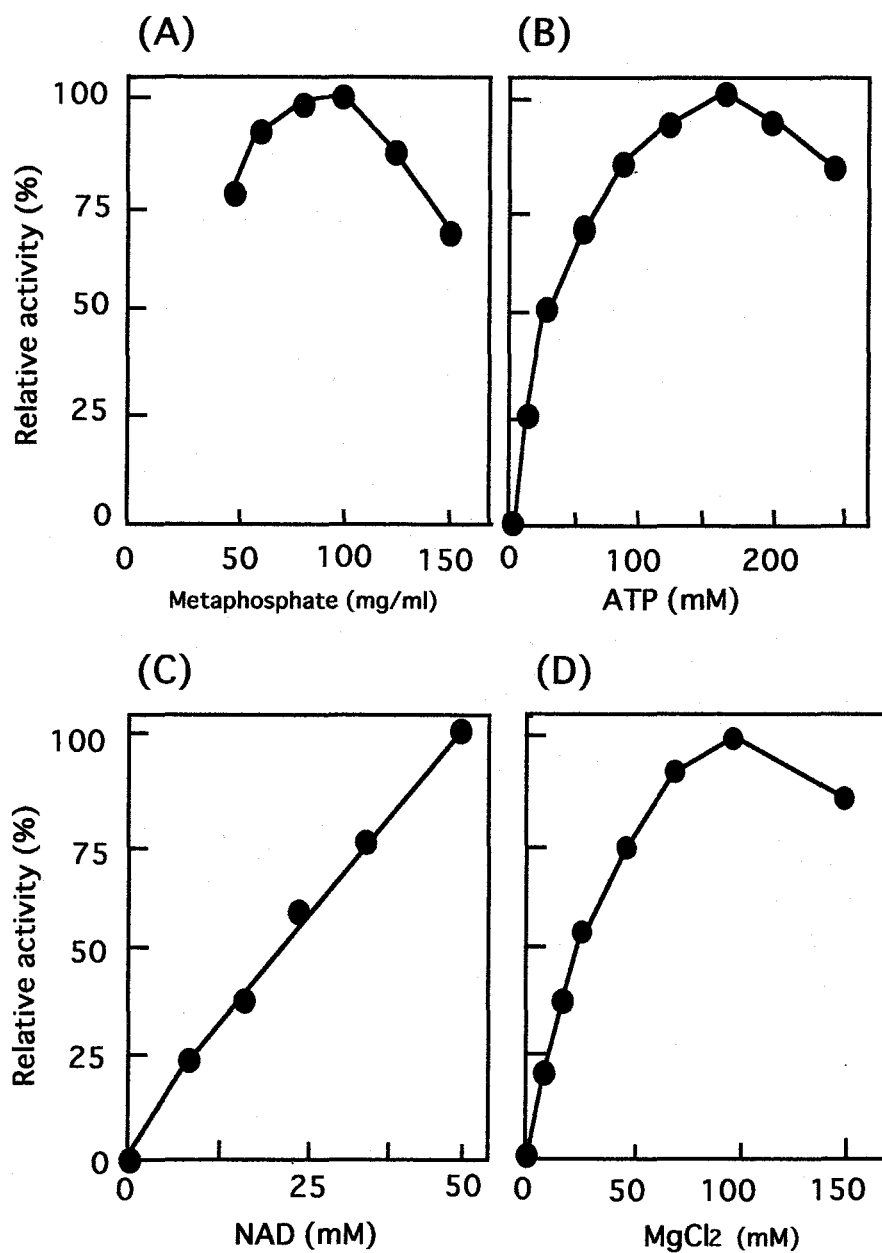 (A)
(B)
Relative activity (%)
100
75
50
25
0
0 50 100 150
Metaphosphate (mg/ml)
0 100 200
ATP (mM)
(C)
(D)
Relative activity (%)
100
75
50
25
0
0 25 50
NAD (mM)
0 50 100 150
MgCl2 (mM)